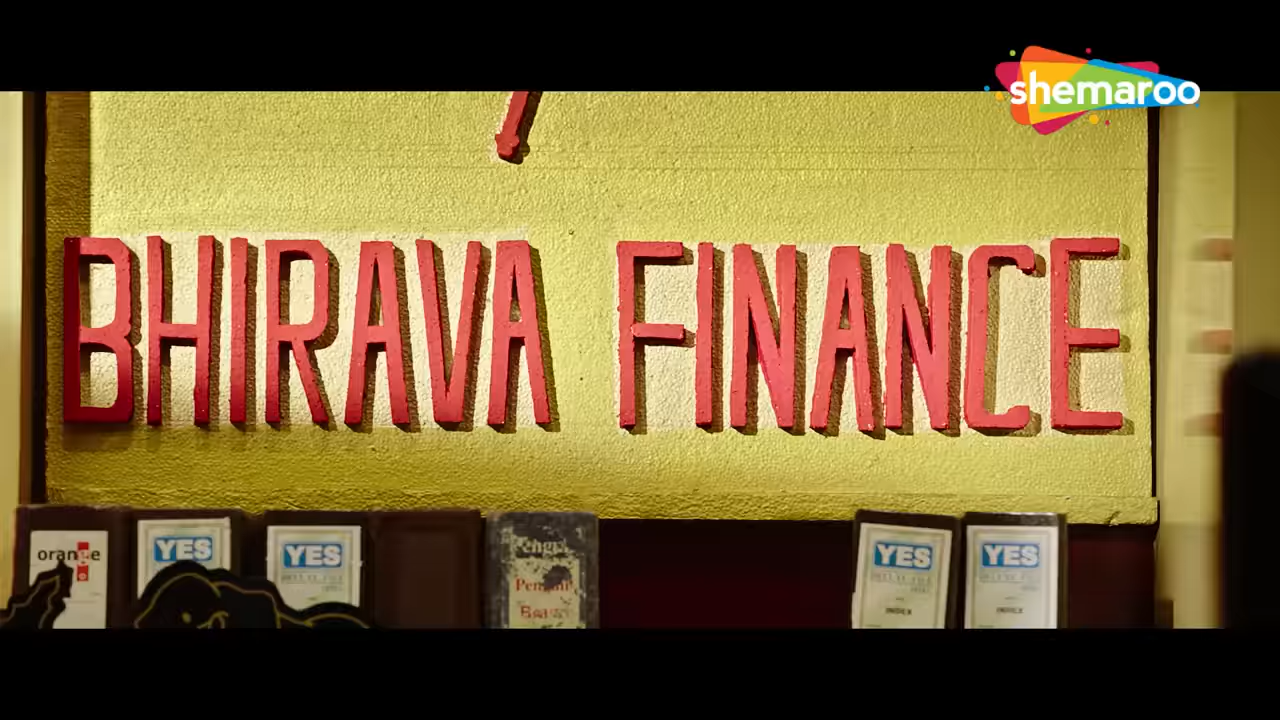 shemaroo
BHIRAVA FINANCE
orange
YES
YES
YES
INDEX
YES
INDEX